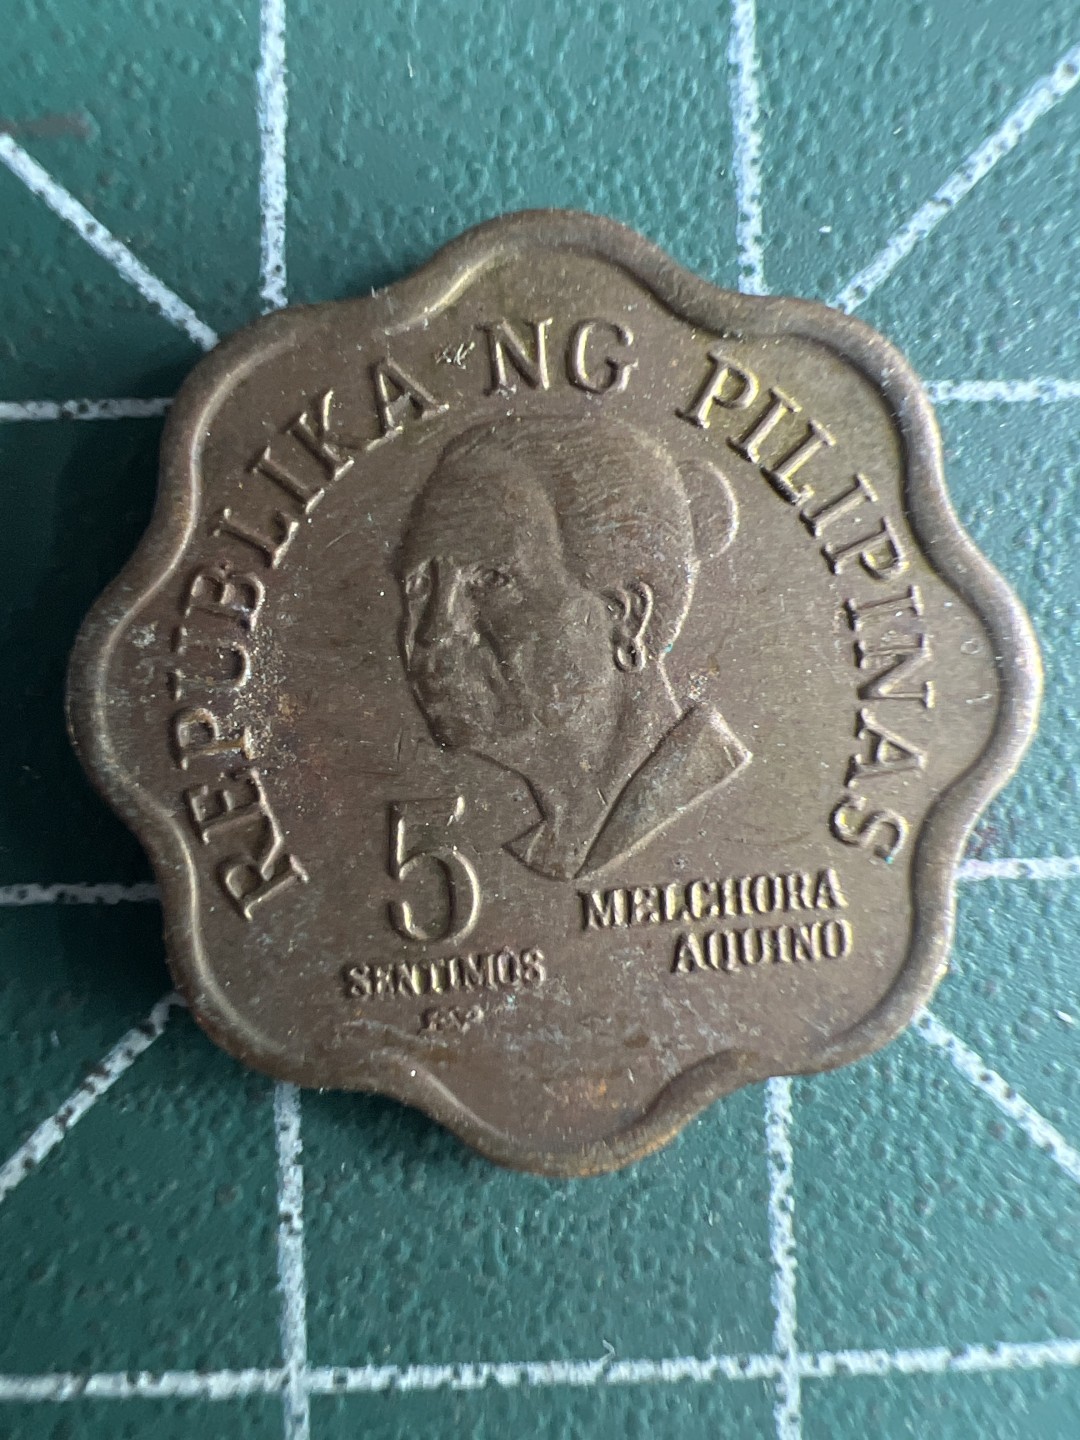 REPUBLIKA NG PILIPINAS
5
SENTIMOS
MELCHORA
AQUINO